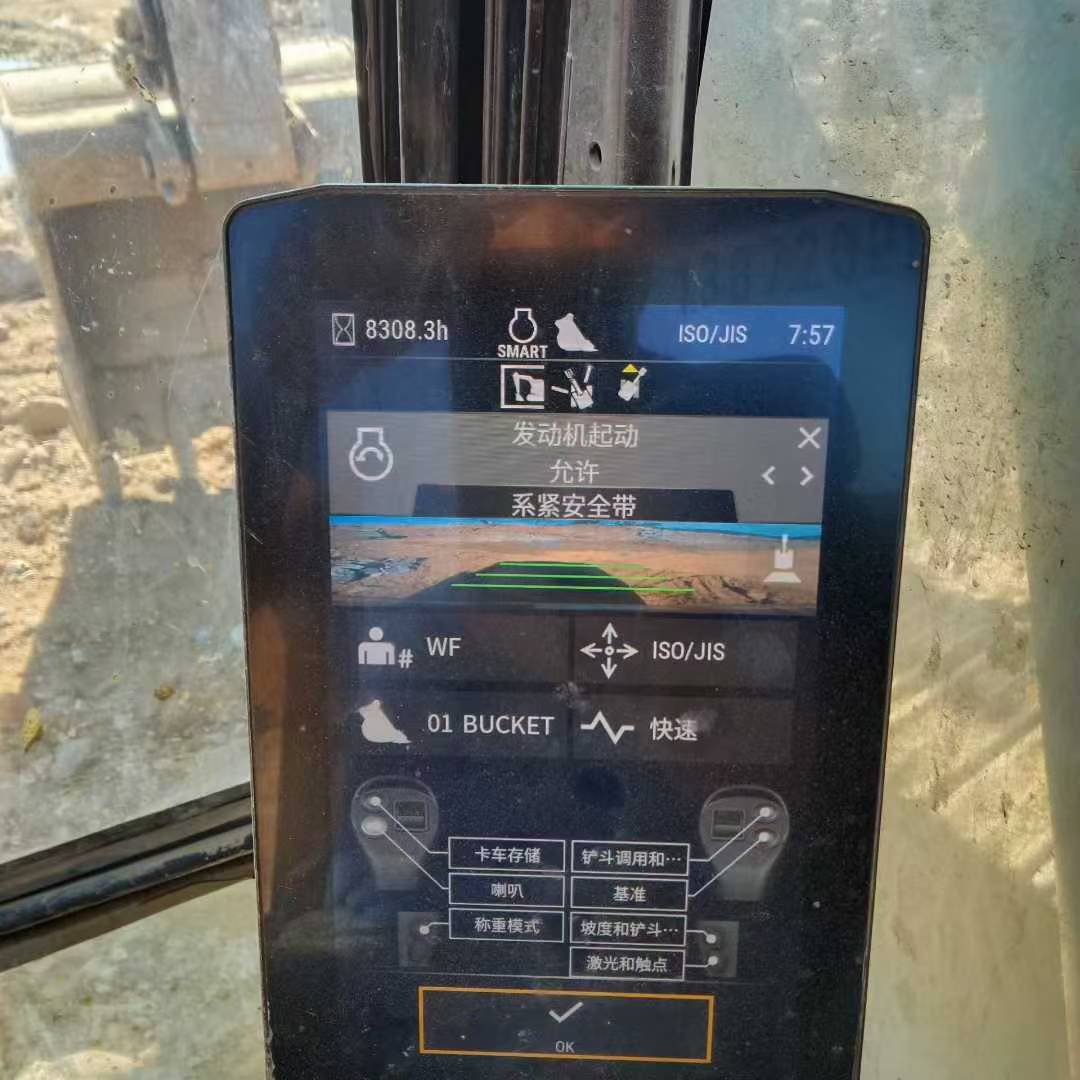 8308.3h
SMART
ISO/JIS 7:57
发动机起动
允许
系紧安全带
# WF
ISO/JIS
01 BUCKET
快速
卡车存储
铲斗调用和…
喇叭
基准
称重模式
坡度和铲斗…
激光和触点
OK